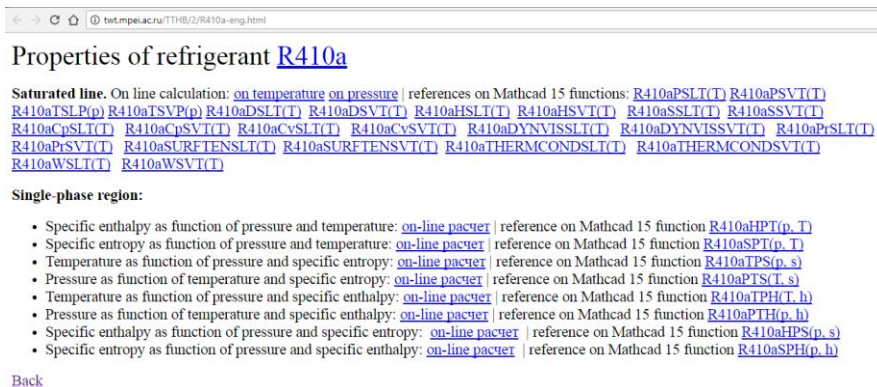 twt.mpei.ac.ru/TTHB/2/R410a-eng.html
Properties of refrigerant R410a
Saturated line. On line calculation: on temperature on pressure | references on Mathcad 15 functions: R410aPSLT(T) R410aPSVT(T)
R410aTSLP(p) R410aTSVP(p) R410aDSLT(T) R410aDSVT(T) R410aHSLT(T) R410aHSVT(T) R410aSSLT(T) R410aSSVT(T)
R410aCpSLT(T) R410aCpSVT(T) R410aCvSLT(T) R410aCvSVT(T) R410aDYNVISSLT(T) R410aDYNVISSVT(T) R410aPrSLT(T)
R410aPrSVT(T) R410aSURFTENSLT(T) R410aSURFTENSVT(T) R410aTHERMCONDSLT(T) R410aTHERMCONDSVT(T)
R410aWSLT(T) R410aWSVT(T)
Single-phase region:
• Specific enthalpy as function of pressure and temperature: on-line расчет | reference on Mathcad 15 function R410aHPT(p, T)
• Specific entropy as function of pressure and temperature: on-line расчет | reference on Mathcad 15 function R410aSPT(p, T)
• Temperature as function of pressure and specific entropy: on-line расчет | reference on Mathcad 15 function R410aTPS(p, s)
• Pressure as function of temperature and specific entropy: on-line расчет | reference on Mathcad 15 function R410aPTS(T, s)
• Temperature as function of pressure and specific enthalpy: on-line расчет | reference on Mathcad 15 function R410aTPH(T, h)
• Pressure as function of temperature and specific enthalpy: on-line расчет | reference on Mathcad 15 function R410aPTH(p, h)
• Specific enthalpy as function of pressure and specific entropy: on-line расчет | reference on Mathcad 15 function R410aHPS(p, s)
• Specific entropy as function of pressure and specific enthalpy: on-line расчет | reference on Mathcad 15 function R410aSPH(p, h)
Back